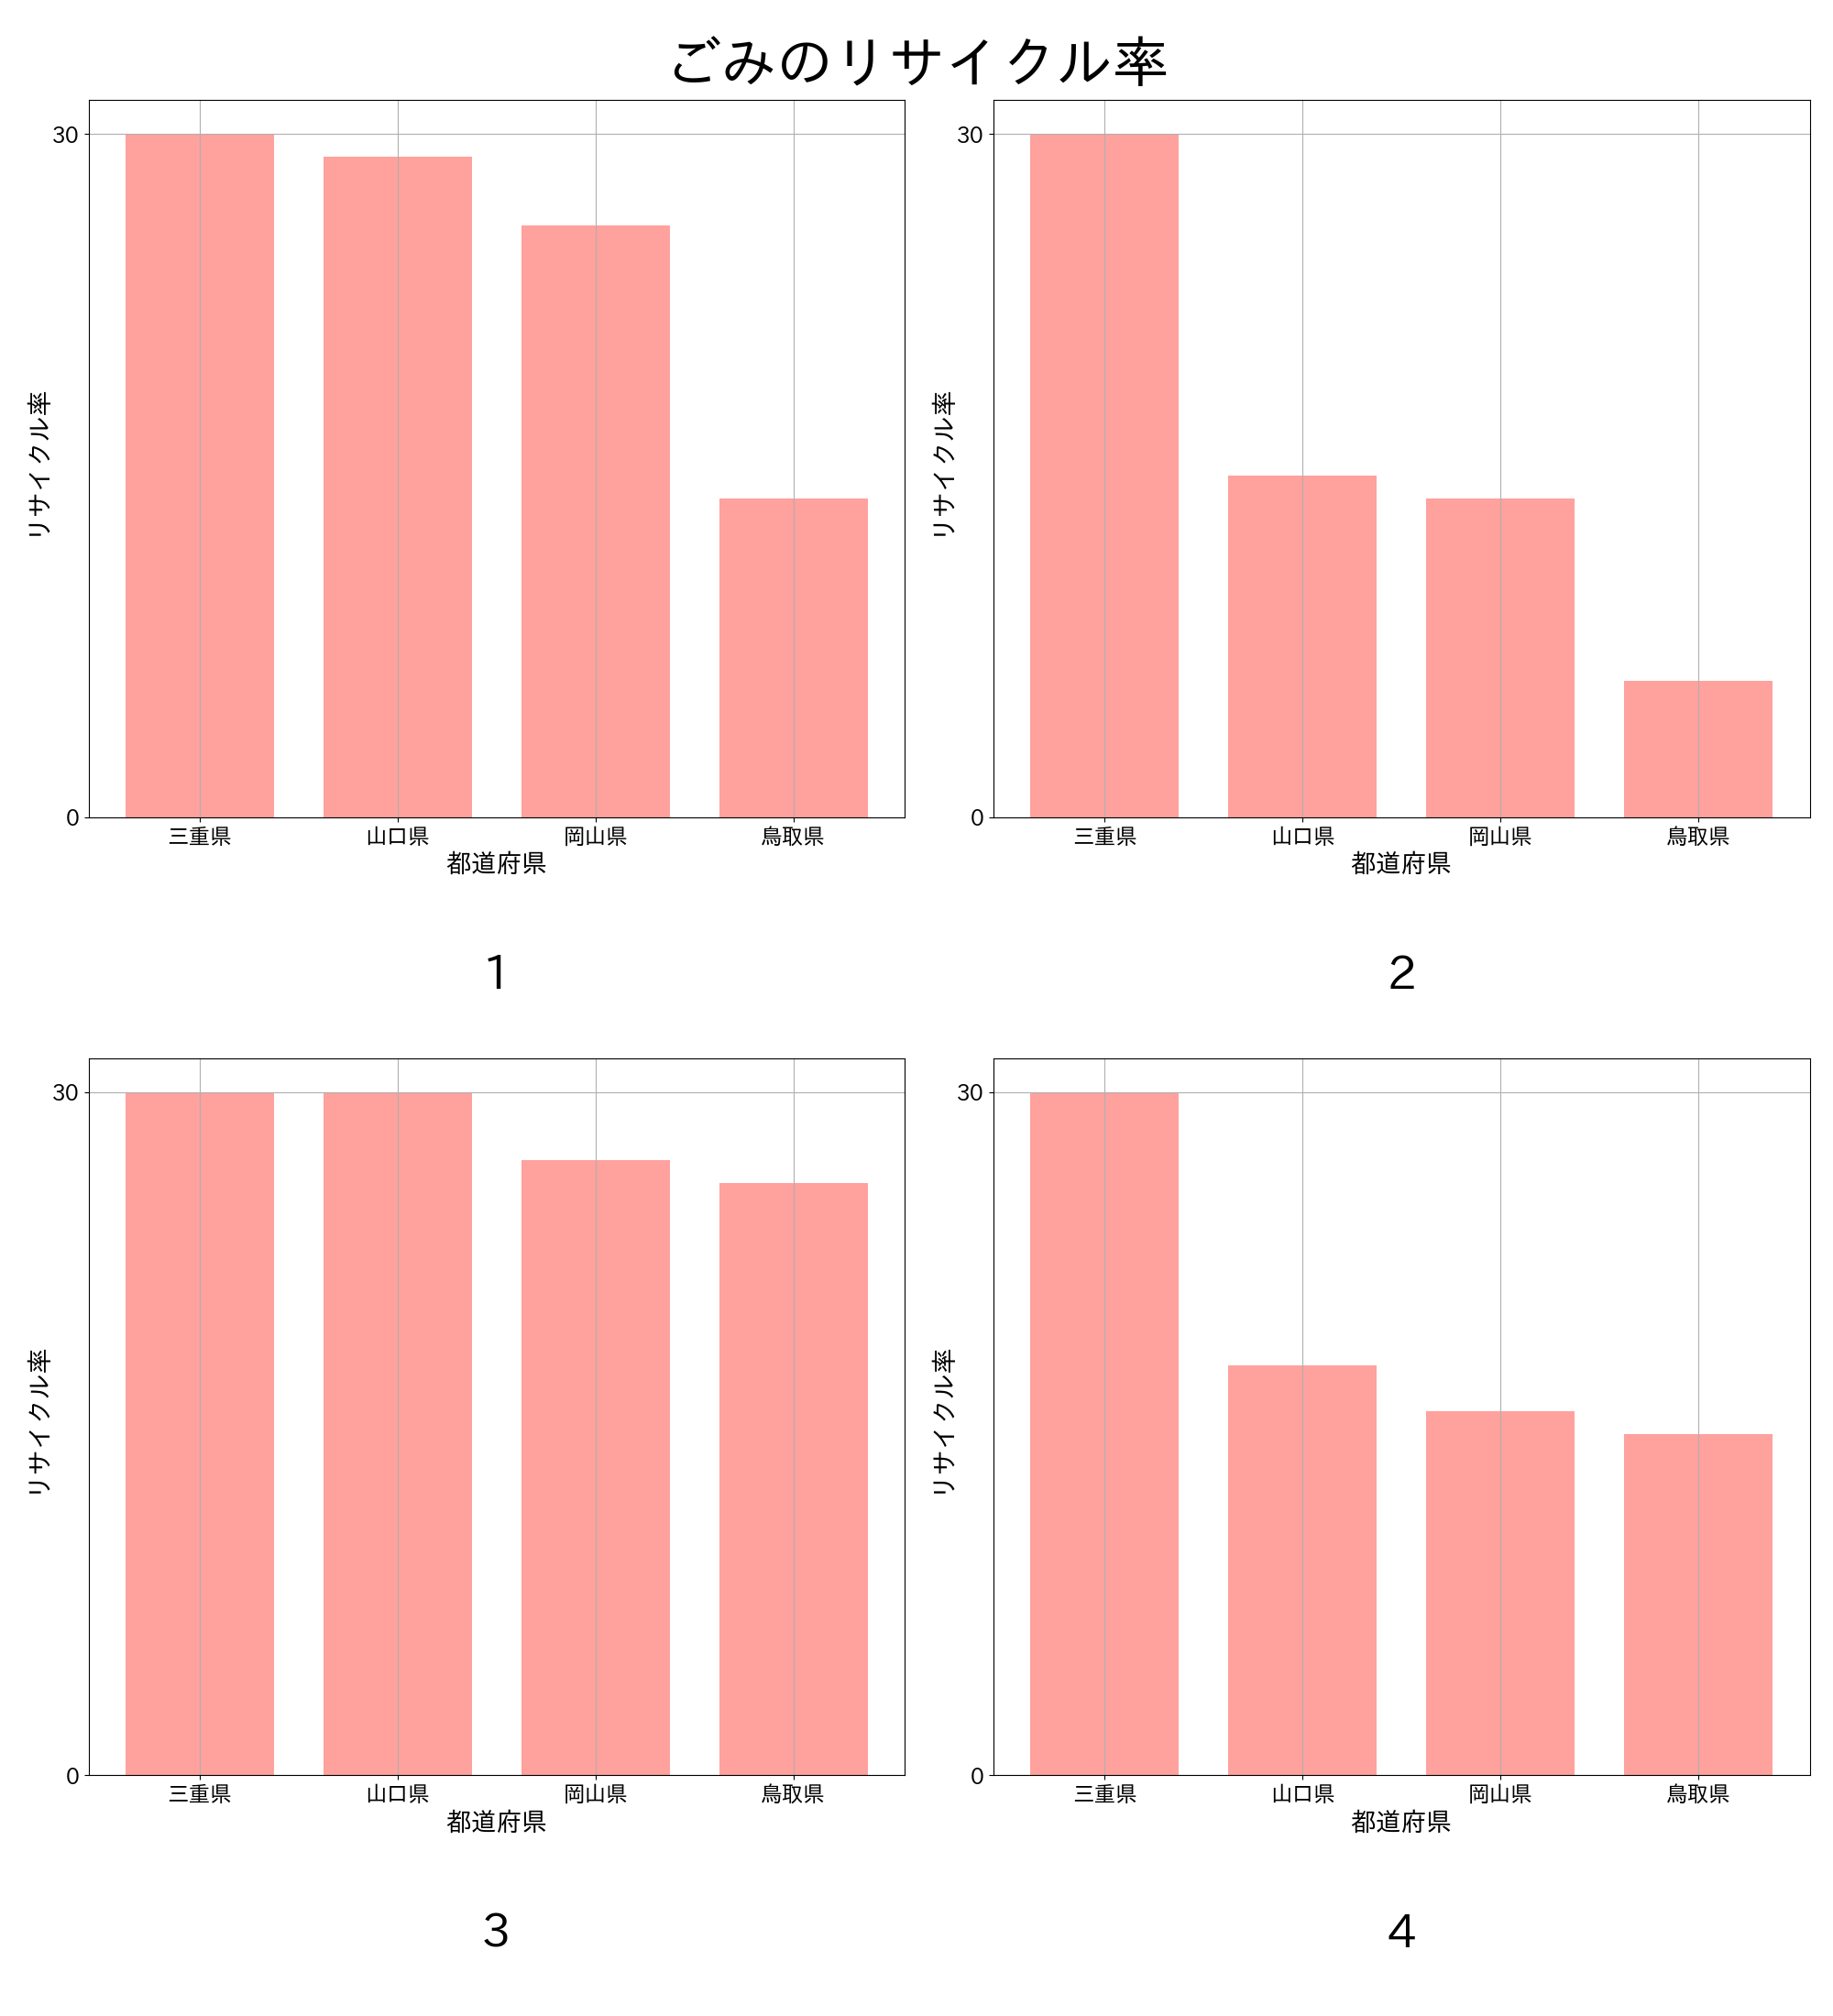 ごみのリサイクル率
30
0
リサイクル率
三重県 山口県 岡山県 鳥取県
都道府県
1
30
0
リサイクル率
三重県 山口県 岡山県 鳥取県
都道府県
2
30
0
リサイクル率
三重県 山口県 岡山県 鳥取県
都道府県
3
30
0
リサイクル率
三重県 山口県 岡山県 鳥取県
都道府県
4